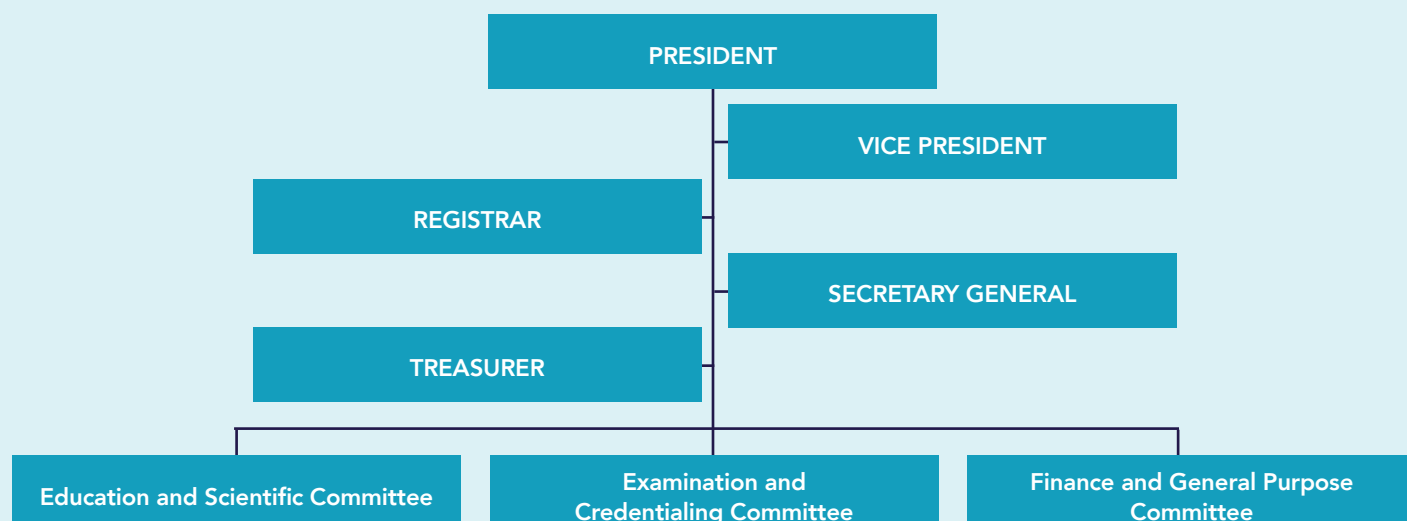 PRESIDENT
VICE PRESIDENT
REGISTRAR
SECRETARY GENERAL
TREASURER
Education and Scientific Committee
Examination and
Credentialing Committee
Finance and General Purpose
Committee